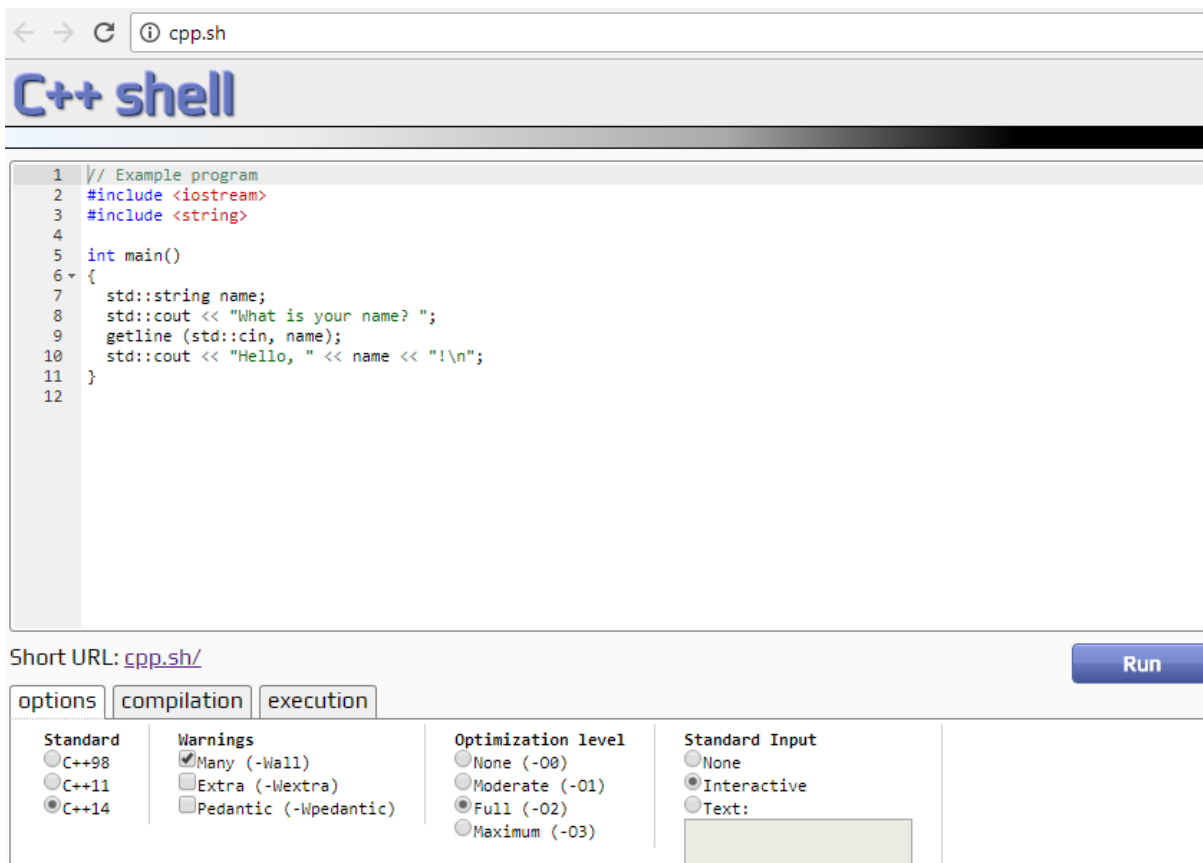 cpp.sh
C++ shell
1 // Example program
2 #include <iostream>
3 #include <string>
4
5 int main()
6 {
7   std::string name;
8   std::cout << "What is your name? ";
9   getline (std::cin, name);
10   std::cout << "Hello, " << name << "!\n";
11 }
12
Short URL: cpp.sh/
Run
options compilation execution
Standard Warnings Optimization level Standard Input
C++98 Many (-Wall) None (-O0) None
C++11 Extra (-Wextra) Moderate (-O1) Interactive
C++14 Pedantic (-Wpedantic) Full (-O2) Text:
Maximum (-O3)